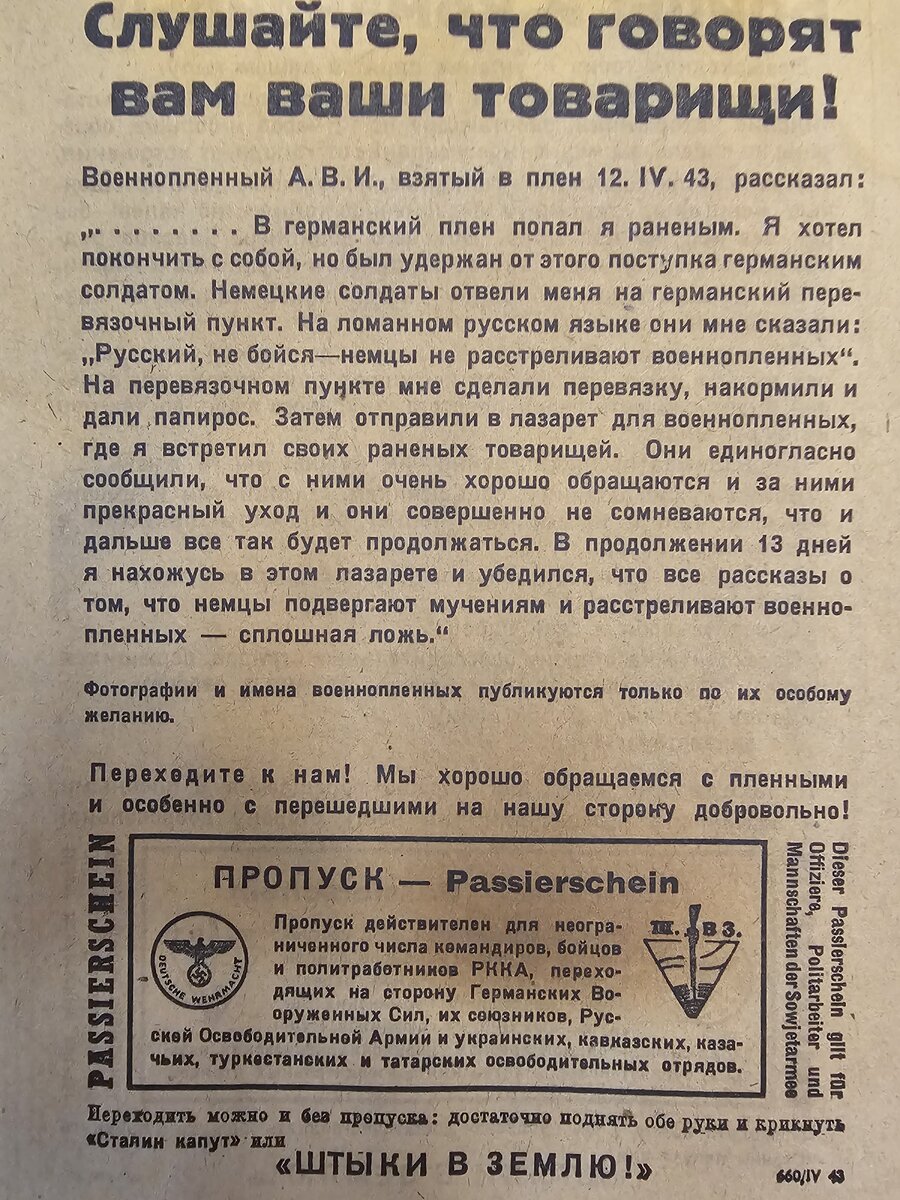 Слушайте, что говорят
вам ваши товарищи!
Военнопленный А. В. И., взятый в плен 12. IV. 43, рассказал:
„. . . . . . . . В германский плен попал я раненым. Я хотел
покончить с собой, но был удержан от этого поступка германским
солдатом. Немецкие солдаты отвели меня на германский пере-
вязочный пункт. На ломанном русском языке они мне сказали:
„Русский, не бойся—немцы не расстреливают военнопленных“.
На перевязочном пункте мне сделали перевязку, накормили и
дали папирос. Затем отправили в лазарет для военнопленных,
где я встретил своих раненых товарищей. Они единогласно
сообщили, что с ними очень хорошо обращаются и за ними
прекрасный уход и они совершенно не сомневаются, что и
дальше все так будет продолжаться. В продолжении 13 дней
я нахожусь в этом лазарете и убедился, что все рассказы о
том, что немцы подвергают мучениям и расстреливают военно-
пленных — сплошная ложь.“
Фотографии и имена военнопленных публикуются только по их особому
желанию.
Переходите к нам! Мы хорошо обращаемся с пленными
и особенно с перешедшими на нашу сторону добровольно!
PASSIERSCHEIN
ПРОПУСК — Passierschein
DEUTSCHE WEHRMACHT
Пропуск действителен для неогра-
ниченного числа командиров, бойцов
и политработников РККА, перехо-
дящих на сторону Германских Во-
оруженных Сил, их союзников, Рус-
ской Освободительной Армии и украинских, кавказских, каза-
чьих, туркестанских и татарских освободительных отрядов.
Ш. В З.
Dieser Passierschein gilt für
Offiziere, Politarbeiter und
Mannschaften der Sowjetarmee
Переходить можно и без пропуска: достаточно поднять обе руки и крикнуть
«Сталин капут» или
«ШТЫКИ В ЗЕМЛЮ!»
660/IV 43